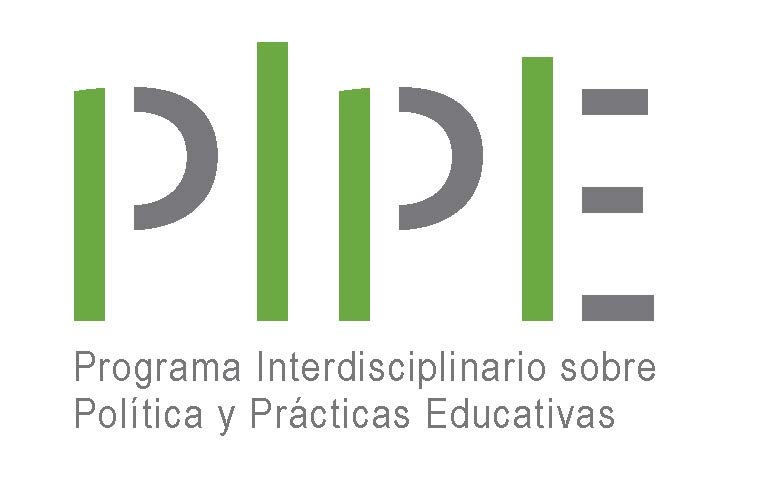 PIPE
Programa Interdisciplinario sobre
Política y Prácticas Educativas